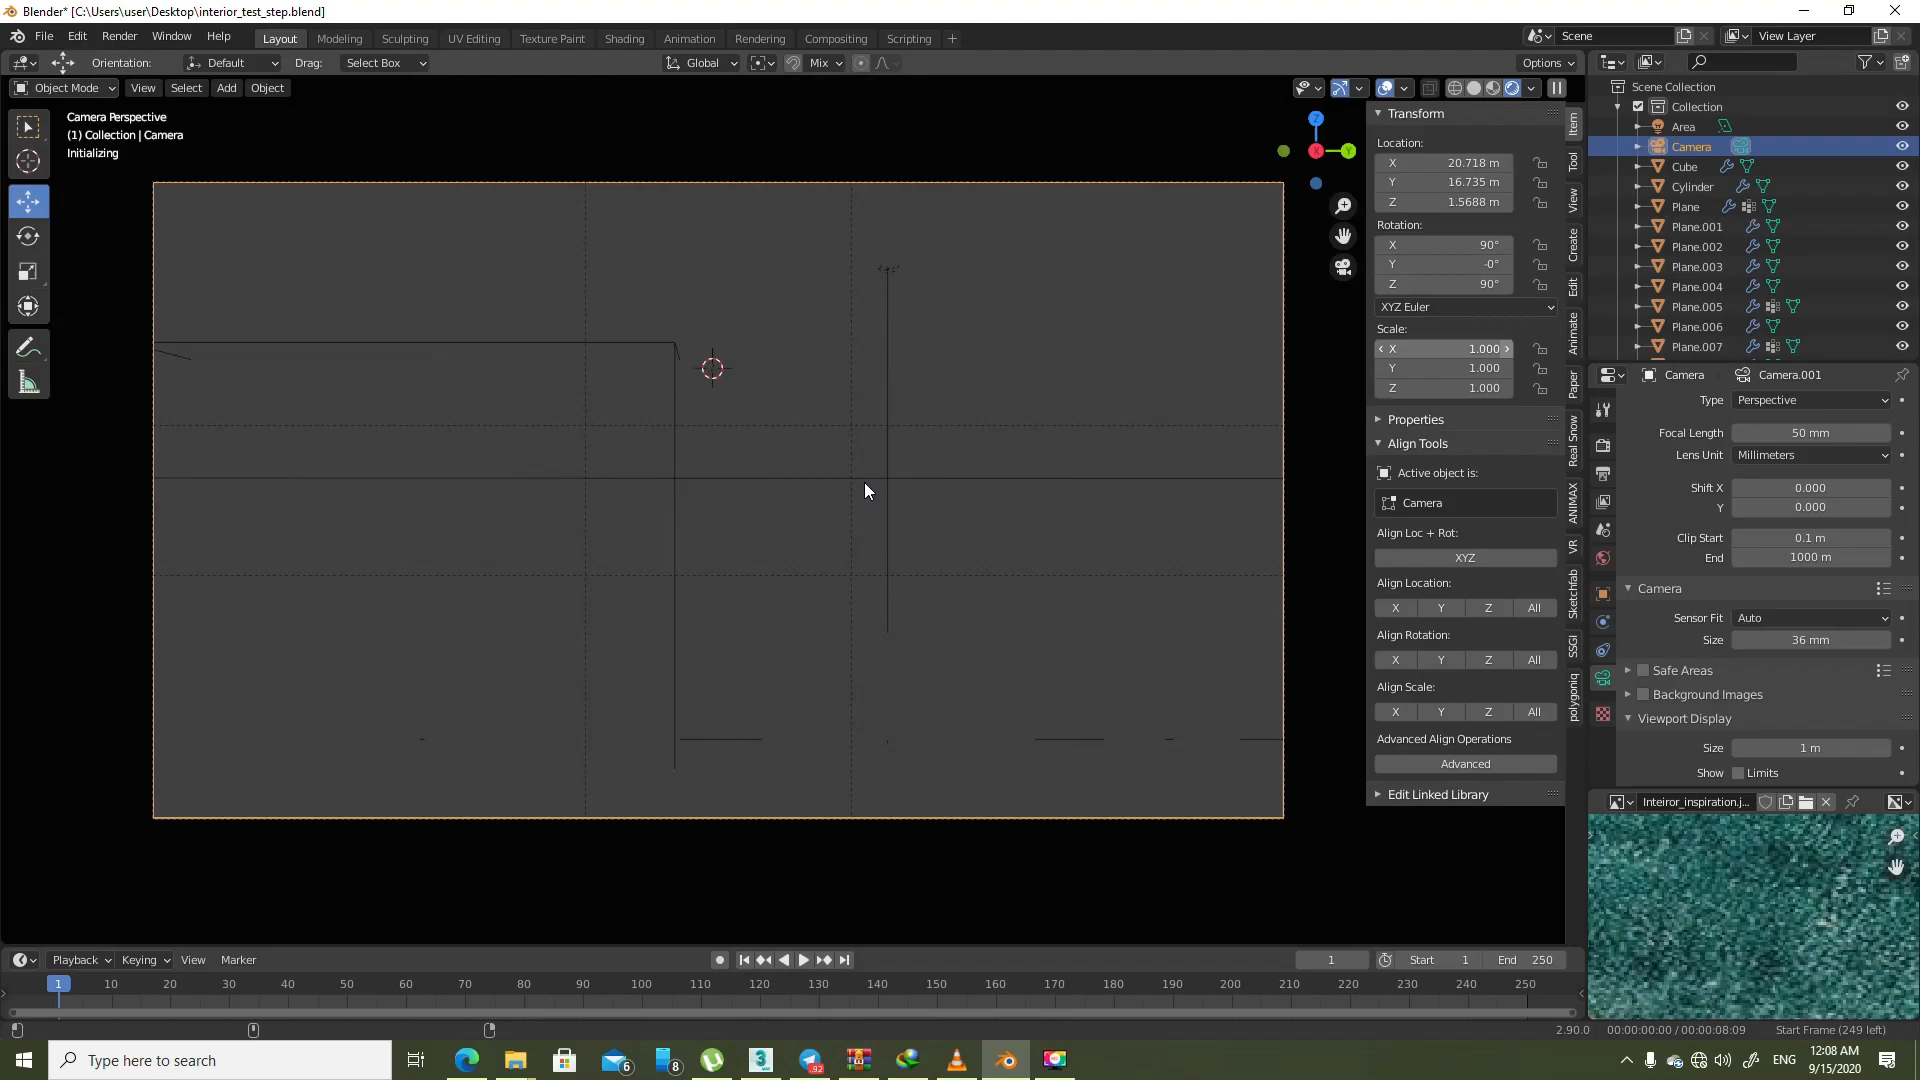 Blender* [C:\Users\user\Desktop\interior_test_step.blend]
File Edit Render Window Help
Layout Modeling Sculpting UV Editing Texture Paint Shading Animation Rendering Compositing Scripting +
Scene
View Layer
Orientation: Default Drag: Select Box
Global Mix
Options
Object Mode View Select Add Object
Camera Perspective
(1) Collection | Camera
Initializing
Z
Transform
Location:
X 20.718 m
Y 16.735 m
Z 1.5688 m
Rotation:
X 90°
Y -0°
Z 90°
XYZ Euler
Scale:
X 1.000
Y 1.000
Z 1.000
Properties
Align Tools
Active object is:
Camera
Align Loc + Rot:
XYZ
Align Location:
X Y Z All
Align Rotation:
X Y Z All
Align Scale:
X Y Z All
Advanced Align Operations
Advanced
Edit Linked Library
Item
Tool
View
Create
Edit
Animate
Paper
Real Snow
ANIMAX
VR
Sketchfab
SSGI
polygoniq
Scene Collection
Collection
Area
Camera
Cube
Cylinder
Plane
Plane.001
Plane.002
Plane.003
Plane.004
Plane.005
Plane.006
Plane.007
Camera Camera.001
Type Perspective
Focal Length 50 mm
Lens Unit Millimeters
Shift X 0.000
Y 0.000
Clip Start 0.1 m
End 1000 m
Camera
Sensor Fit Auto
Size 36 mm
Safe Areas
Background Images
Viewport Display
Size 1 m
Show Limits
Inteiror_inspiration.j...
Playback Keying View Marker
1 Start 1 End 250
1 10 20 30 40 50 60 70 80 90 100 110 120 130 140 150 160 170 180 190 200 210 220 230 240 250
2.90.0 00:00:00:00 / 00:00:08:09 Start Frame (249 left)
Type here to search
6
8
3
92
ENG
12:08 AM
9/15/2020